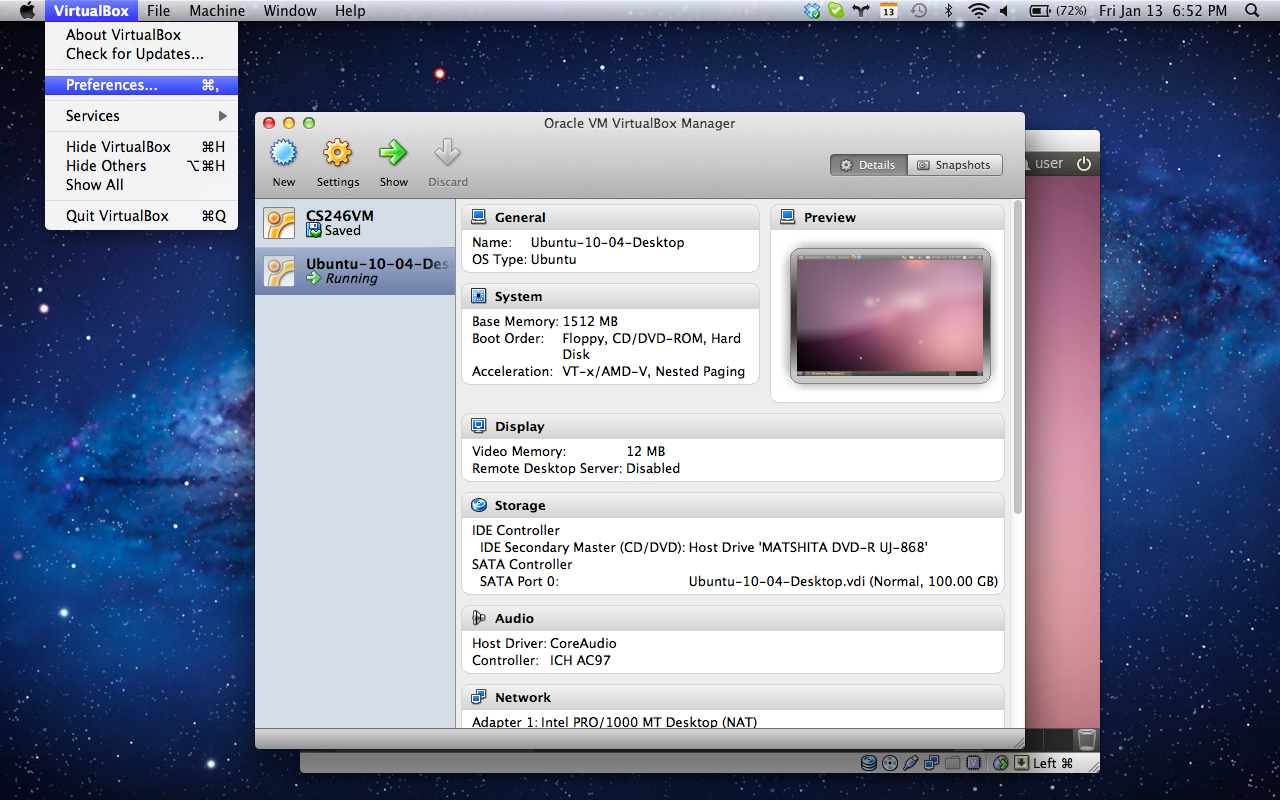 VirtualBox File Machine Window Help
13 (72%) Fri Jan 13 6:52 PM
About VirtualBox
Check for Updates...
Preferences... ⌘,
Services
Hide VirtualBox ⌘H
Hide Others ⌥⌘H
Show All
Quit VirtualBox ⌘Q
Oracle VM VirtualBox Manager
New Settings Show Discard
Details Snapshots
user
CS246VM
Saved
Ubuntu-10-04-Des
Running
General
Name: Ubuntu-10-04-Desktop
OS Type: Ubuntu
Preview
System
Base Memory: 1512 MB
Boot Order: Floppy, CD/DVD-ROM, Hard
Disk
Acceleration: VT-x/AMD-V, Nested Paging
Display
Video Memory: 12 MB
Remote Desktop Server: Disabled
Storage
IDE Controller
IDE Secondary Master (CD/DVD): Host Drive 'MATSHITA DVD-R UJ-868'
SATA Controller
SATA Port 0: Ubuntu-10-04-Desktop.vdi (Normal, 100.00 GB)
Audio
Host Driver: CoreAudio
Controller: ICH AC97
Network
Adapter 1: Intel PRO/1000 MT Desktop (NAT)
Left ⌘